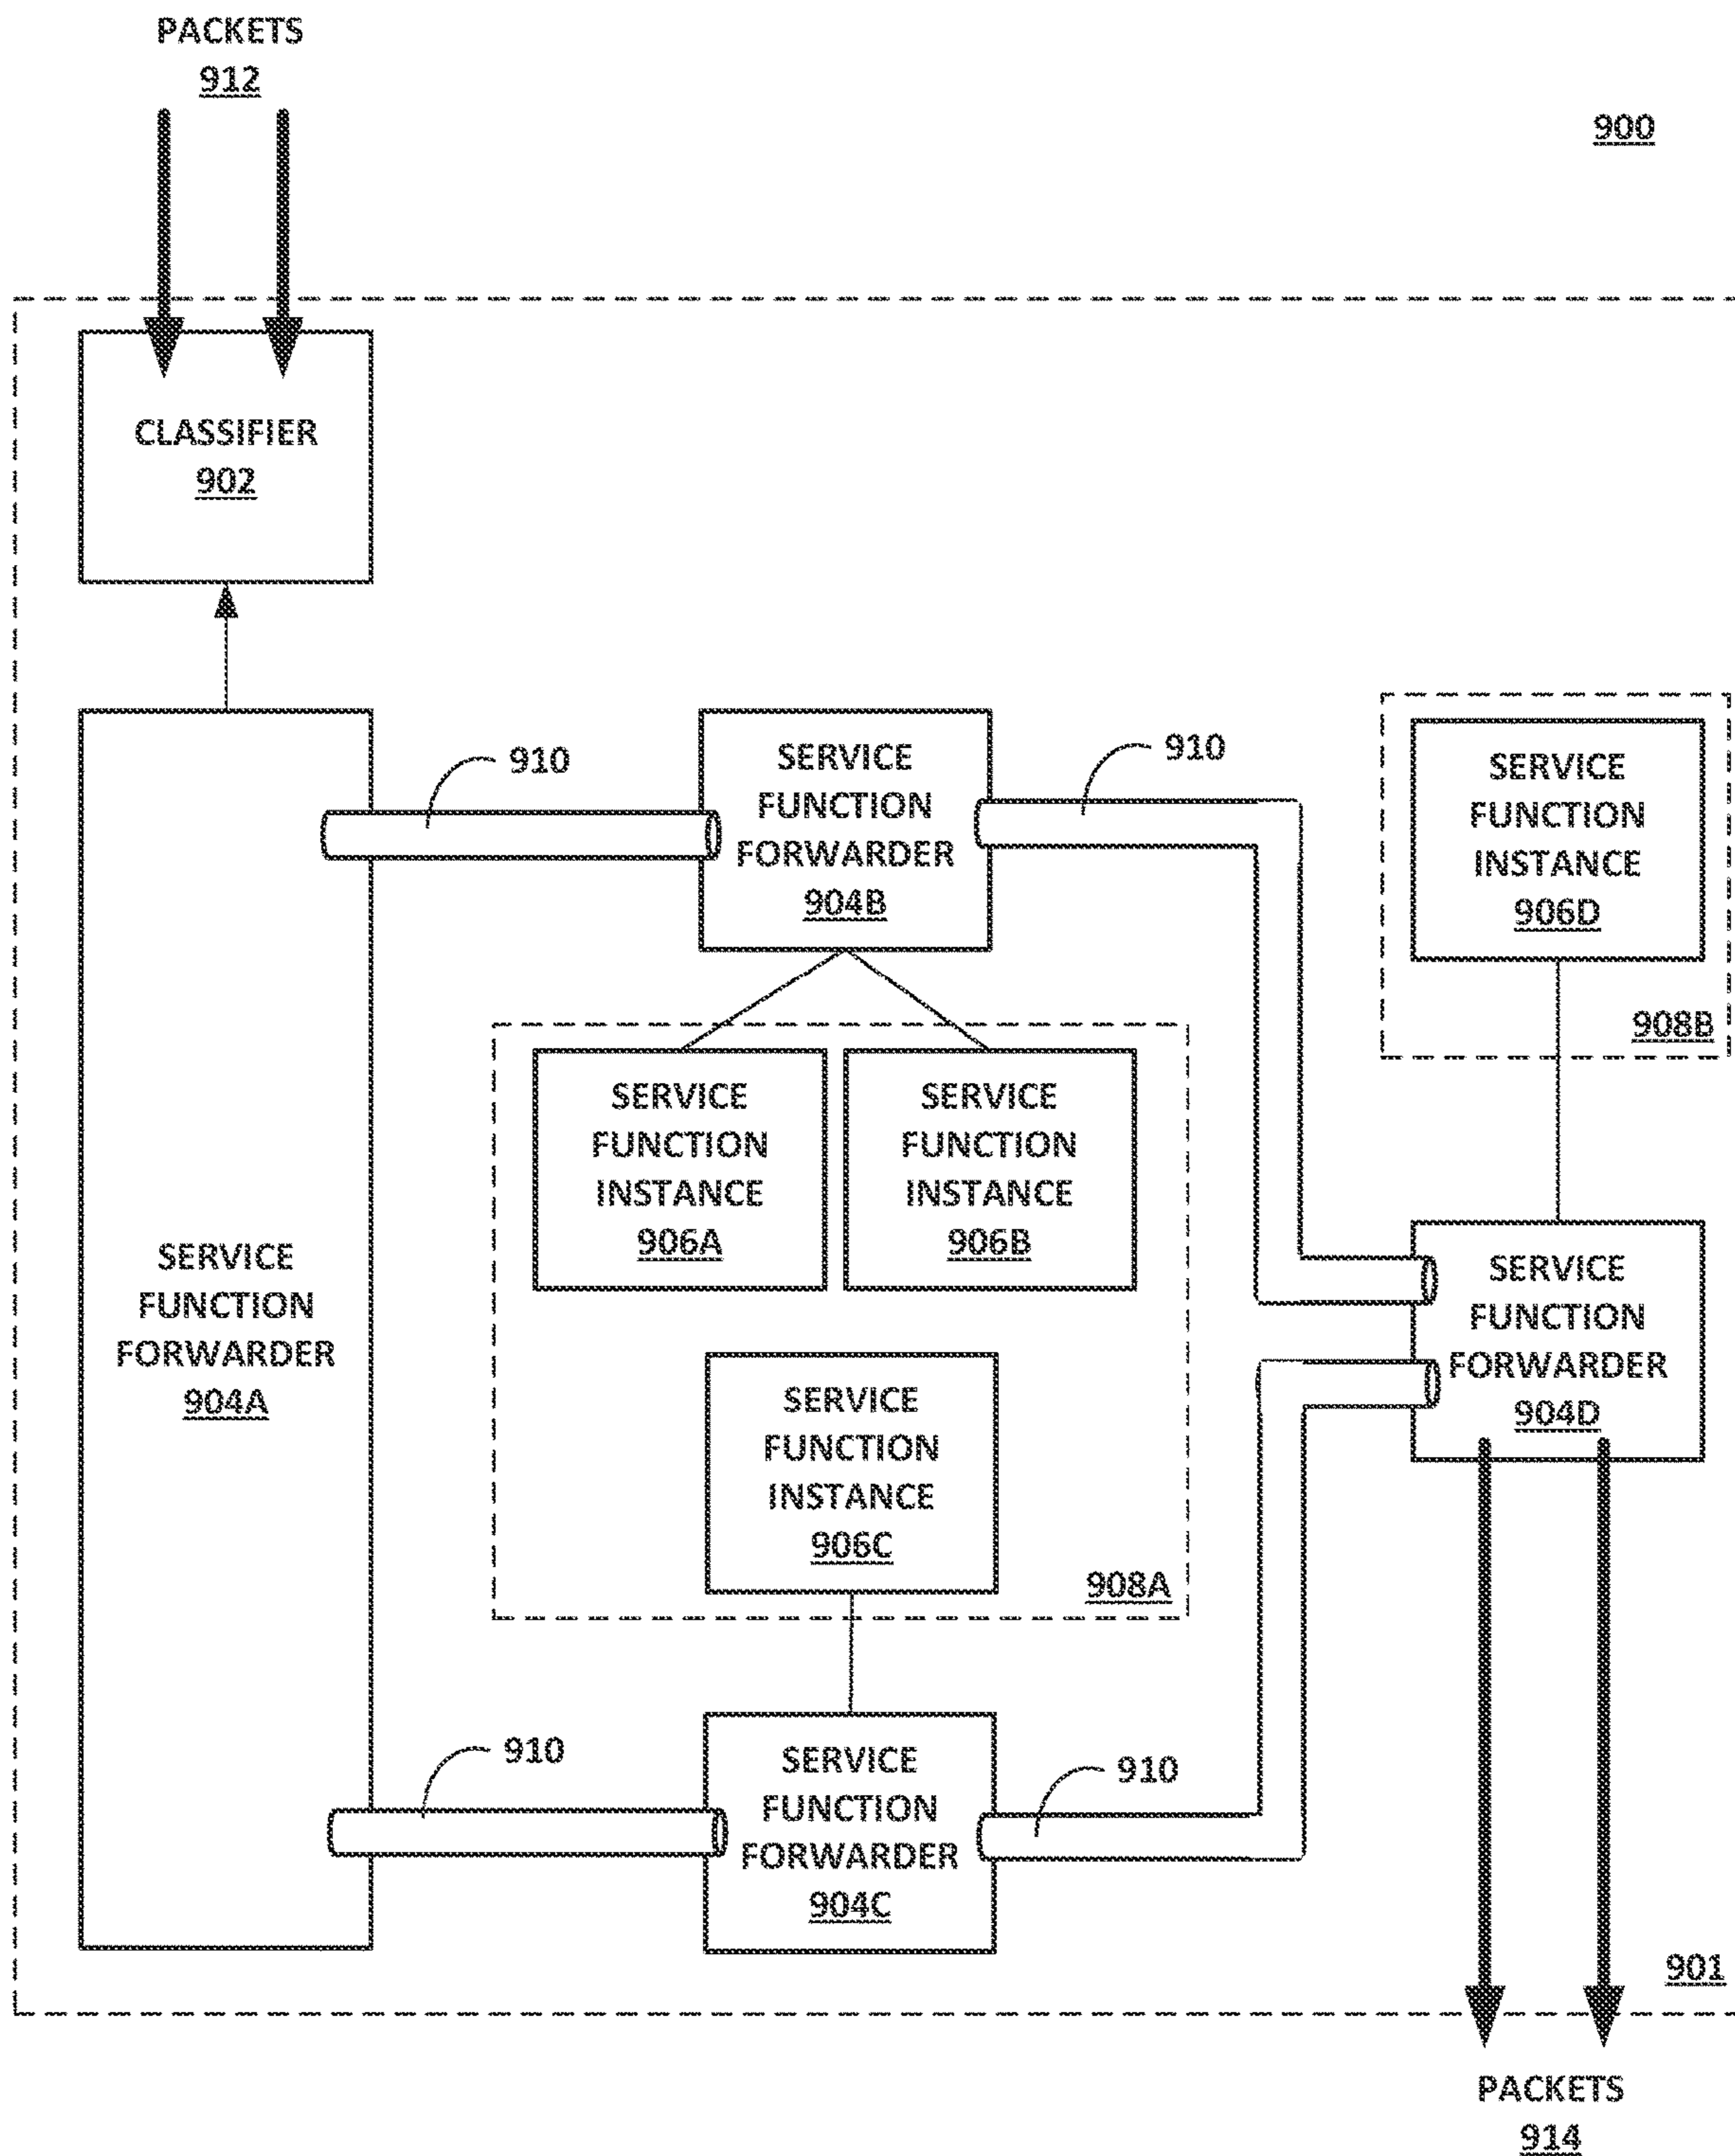 PACKETS
912
900
CLASSIFIER
902
910
SERVICE
FUNCTION
FORWARDER
904B
910
SERVICE
FUNCTION
INSTANCE
906D
908B
SERVICE
FUNCTION
INSTANCE
906A
SERVICE
FUNCTION
INSTANCE
906B
SERVICE
FUNCTION
FORWARDER
904A
SERVICE
FUNCTION
FORWARDER
904D
SERVICE
FUNCTION
INSTANCE
906C
908A
910
SERVICE
FUNCTION
FORWARDER
904C
910
901
PACKETS
914